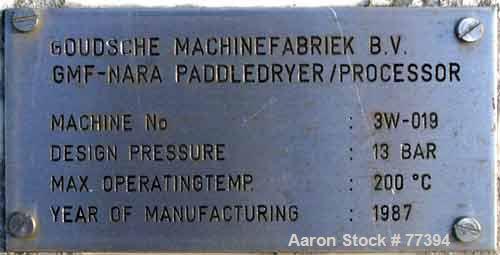 GOUDSCHE MACHINEFABRIEK B.V.
GMF-NARA PADDLEDRYER/PROCESSOR
MACHINE No : 3W-019
DESIGN PRESSURE : 13 BAR
MAX. OPERATINGTEMP. : 200 °C
YEAR OF MANUFACTURING : 1987
Aaron Stock # 77394